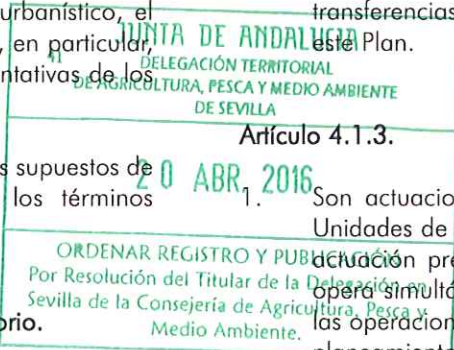 urbanístico, el
, en particular,
ntativas de los
s supuestos de
los términos
orio.
JUNTA DE ANDALUCIA
DELEGACIÓN TERRITORIAL
DE AGRICULTURA, PESCA Y MEDIO AMBIENTE
DE SEVILLA
20 ABR, 2016
ORDENAR REGISTRO Y PUBLICACIÓN
Por Resolución del Titular de la Delegación en
Sevilla de la Consejería de Agricultura, Pesca y
Medio Ambiente.
transferencias
este Plan.
Artículo 4.1.3.
1. Son actuacio
Unidades de
actuación pre
opera simultá
las operacion
planeamiento